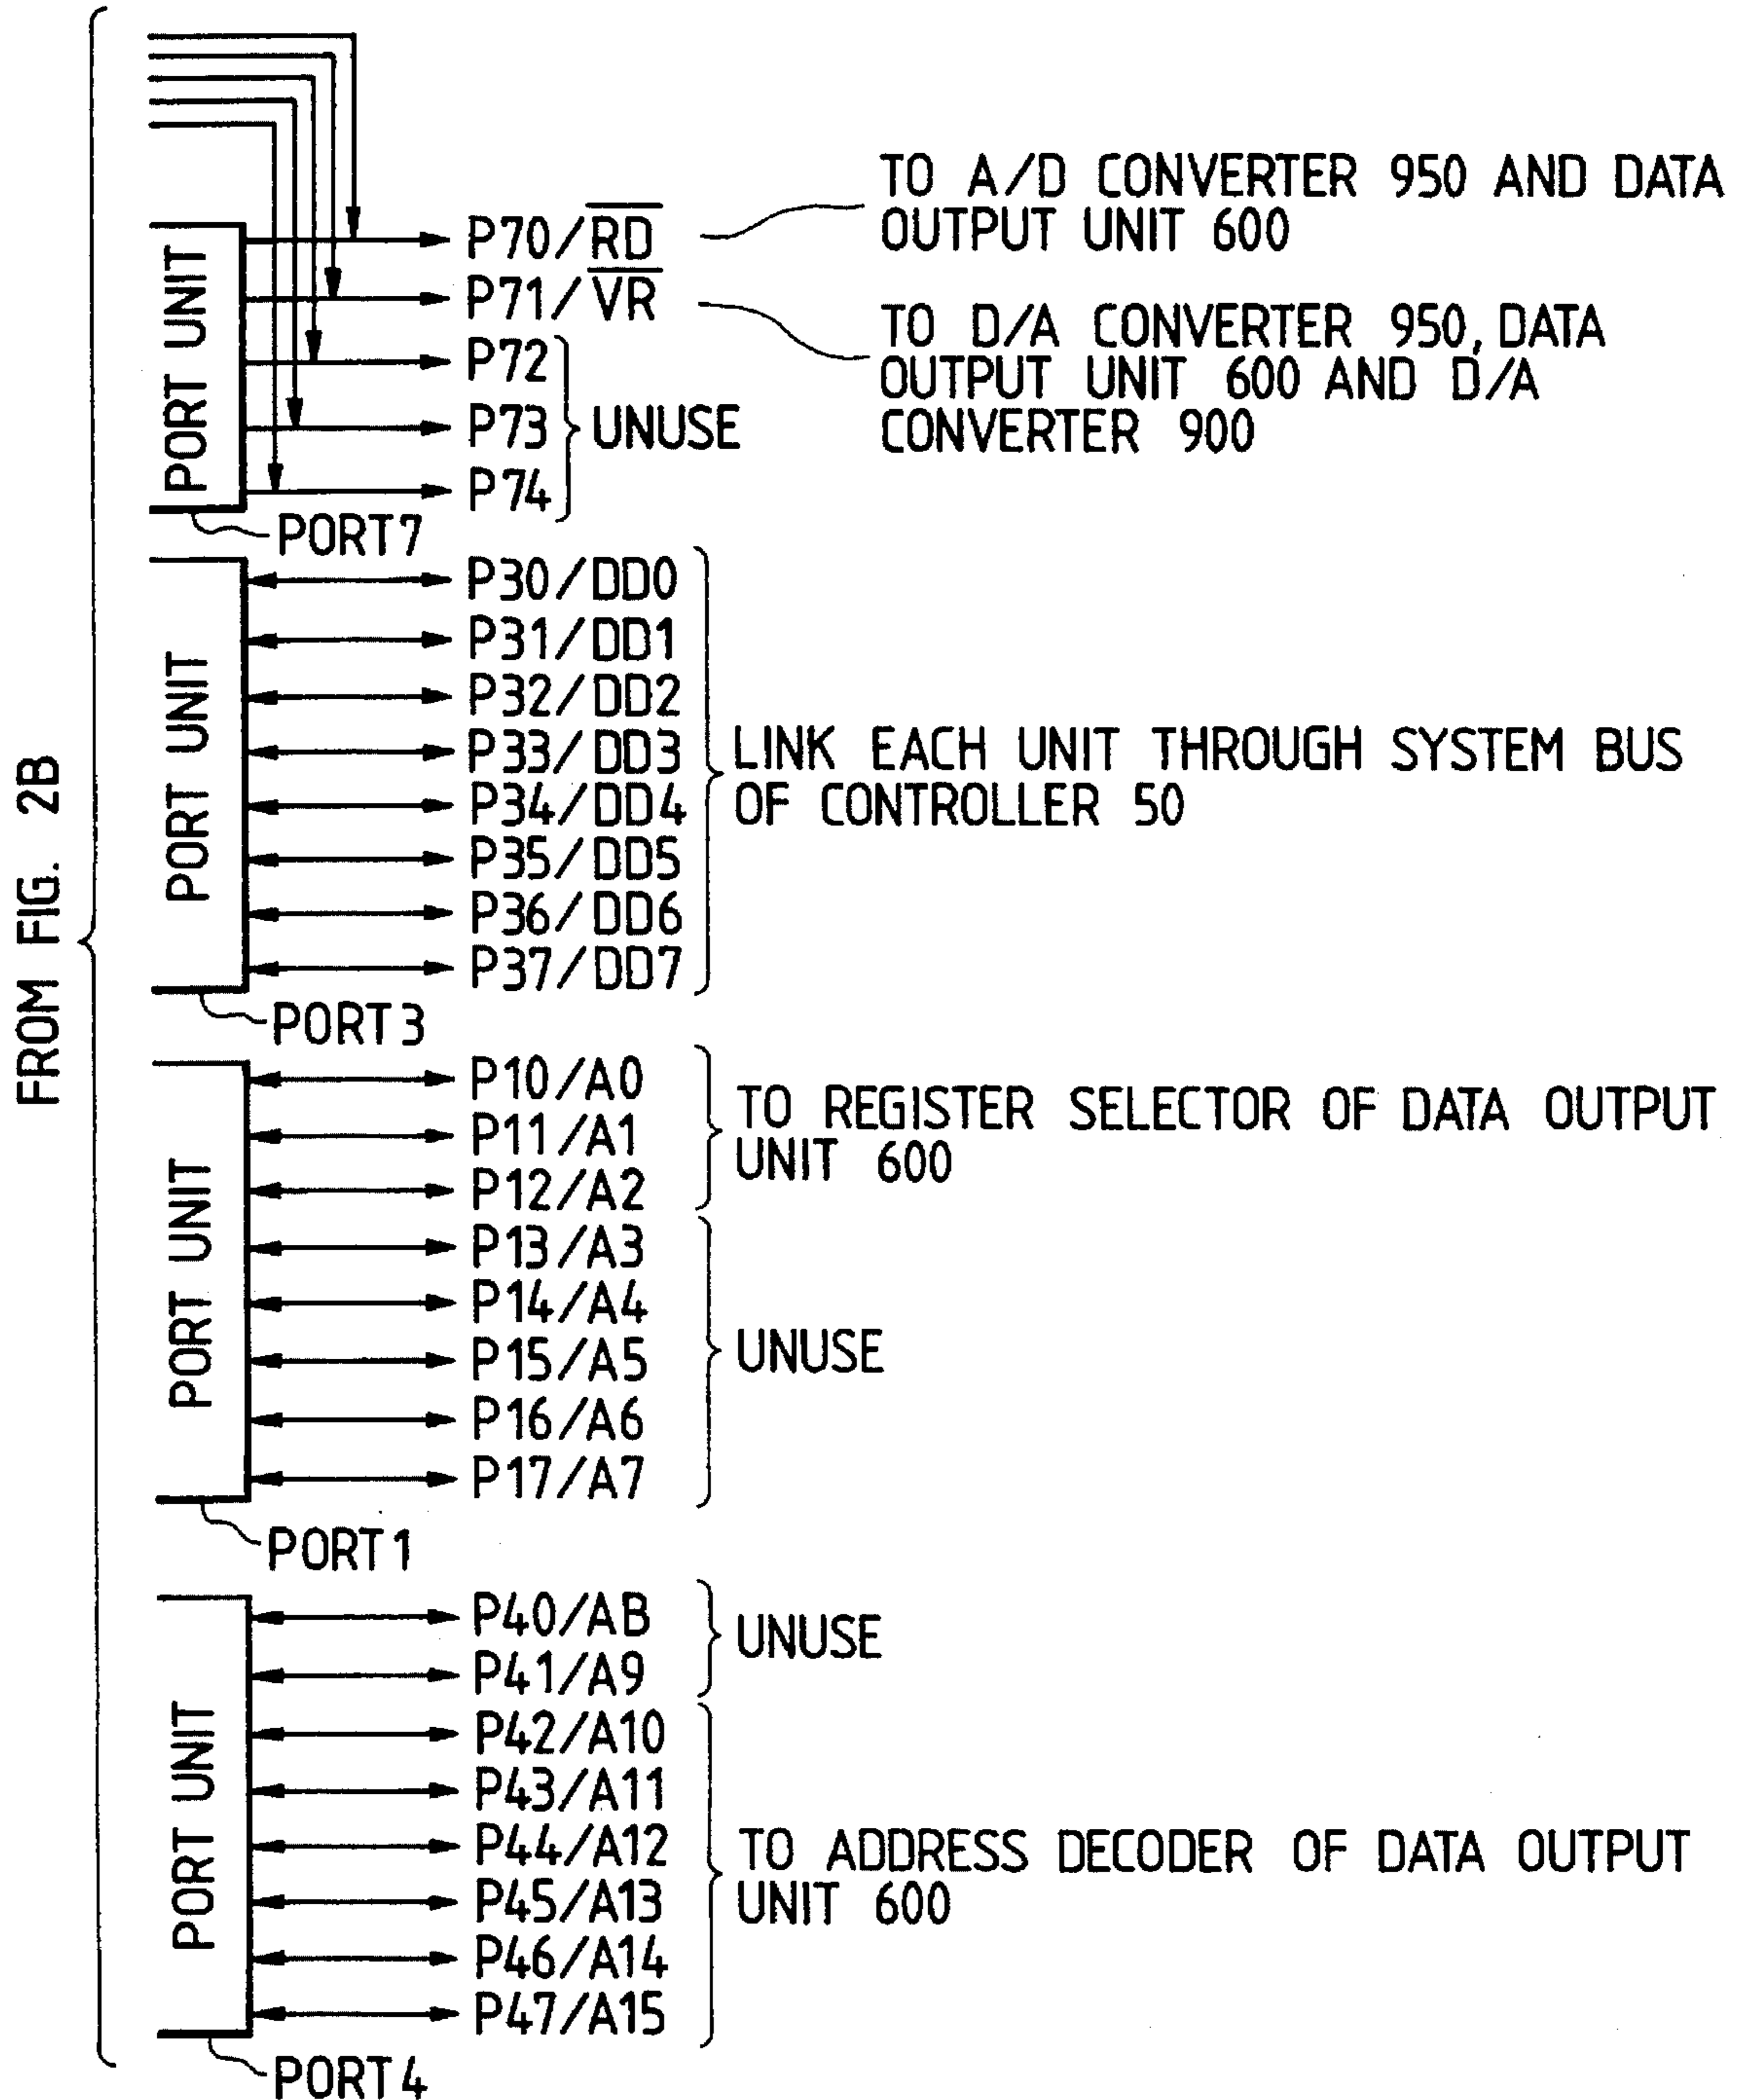 FROM FIG. 2B
PORT UNIT
P70/R̅D̅
TO A/D CONVERTER 950 AND DATA
OUTPUT UNIT 600
P71/V̅R̅
TO D/A CONVERTER 950, DATA
OUTPUT UNIT 600 AND D/A
CONVERTER 900
P72
P73
P74
UNUSE
PORT7
PORT UNIT
P30/DD0
P31/DD1
P32/DD2
P33/DD3
P34/DD4
P35/DD5
P36/DD6
P37/DD7
LINK EACH UNIT THROUGH SYSTEM BUS
OF CONTROLLER 50
PORT3
PORT UNIT
P10/A0
P11/A1
P12/A2
TO REGISTER SELECTOR OF DATA OUTPUT
UNIT 600
P13/A3
P14/A4
P15/A5
P16/A6
P17/A7
UNUSE
PORT1
PORT UNIT
P40/AB
P41/A9
UNUSE
P42/A10
P43/A11
P44/A12
P45/A13
P46/A14
P47/A15
TO ADDRESS DECODER OF DATA OUTPUT
UNIT 600
PORT4